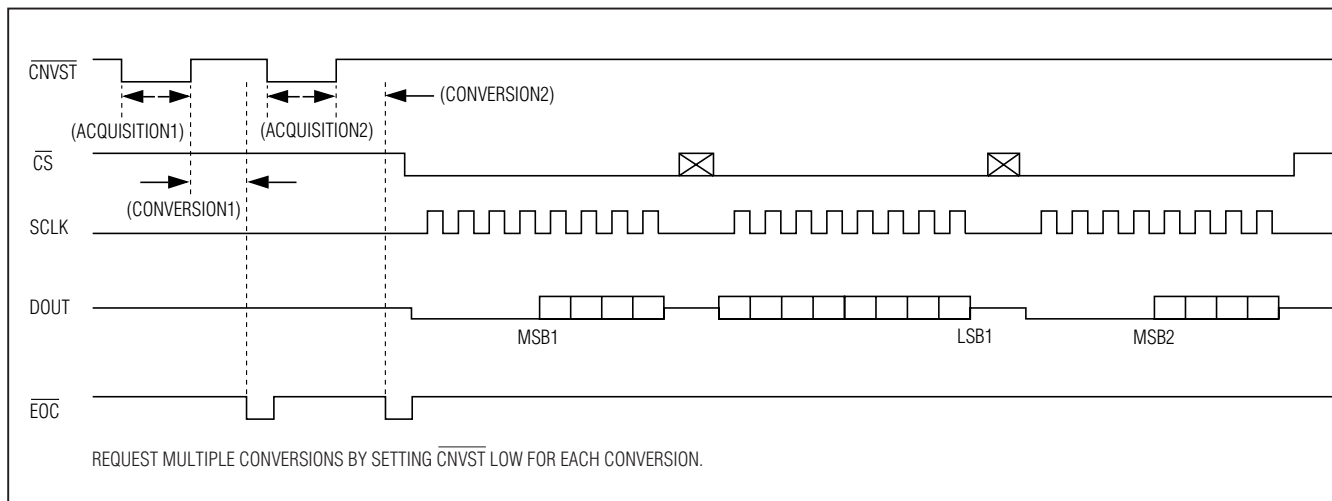 CNVST
(CONVERSION2)
(ACQUISITION1)
(ACQUISITION2)
CS
(CONVERSION1)
SCLK
DOUT
MSB1
LSB1
MSB2
EOC
REQUEST MULTIPLE CONVERSIONS BY SETTING CNVST LOW FOR EACH CONVERSION.